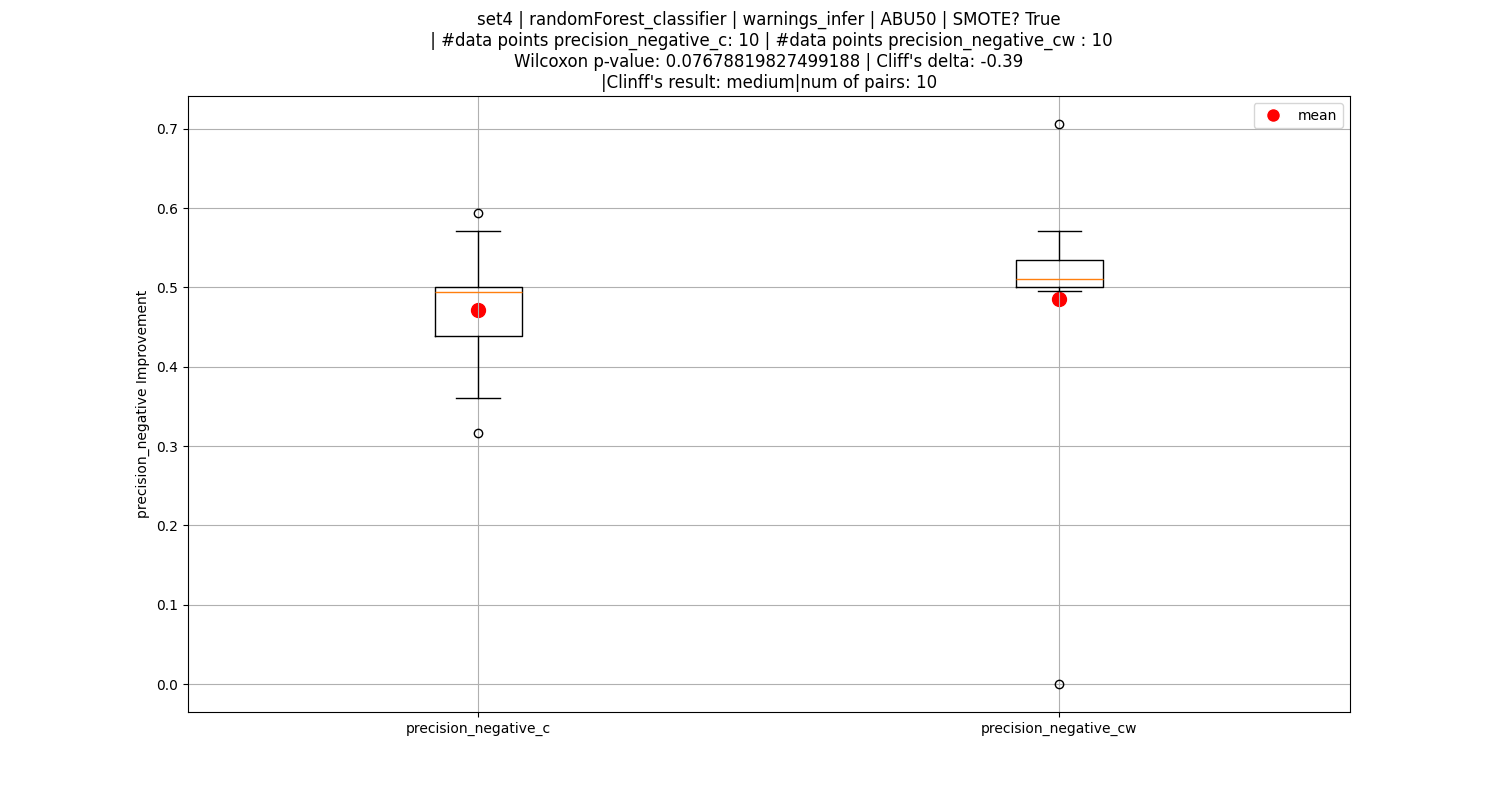 set4 | randomForest_classifier | warnings_infer | ABU50 | SMOTE? True
| #data points precision_negative_c: 10 | #data points precision_negative_cw : 10
Wilcoxon p-value: 0.07678819827499188 | Cliff's delta: -0.39
|Clinff's result: medium|num of pairs: 10
mean
0.7
0.6
0.5
0.4
0.3
0.2
0.1
0.0
precision_negative Improvement
precision_negative_c
precision_negative_cw